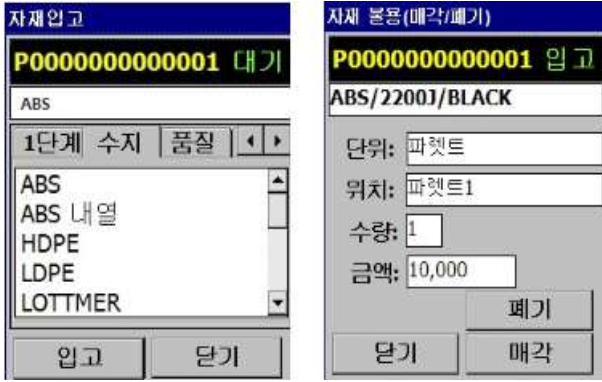 자재입고
P0000000000001 대기
ABS
1단계 수지 품질
ABS
ABS 내열
HDPE
LDPE
LOTTMER
입고 닫기
자재 불용(매각/폐기)
P0000000000001 입고
ABS/2200J/BLACK
단위: 파렛트
위치: 파렛트1
수량: 1
금액: 10,000
폐기
닫기 매각